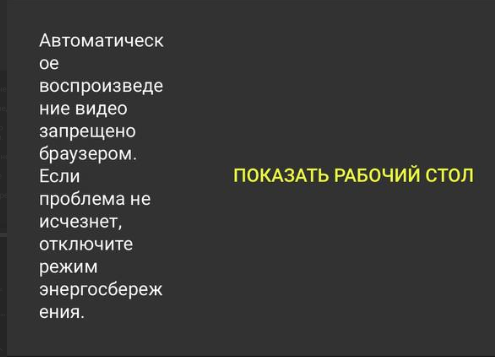 Автоматическ
ое
воспроизведе
ние видео
запрещено
браузером.
Если
проблема не
исчезнет,
отключите
режим
энергосбереж
ения.
ПОКАЗАТЬ РАБОЧИЙ СТОЛ